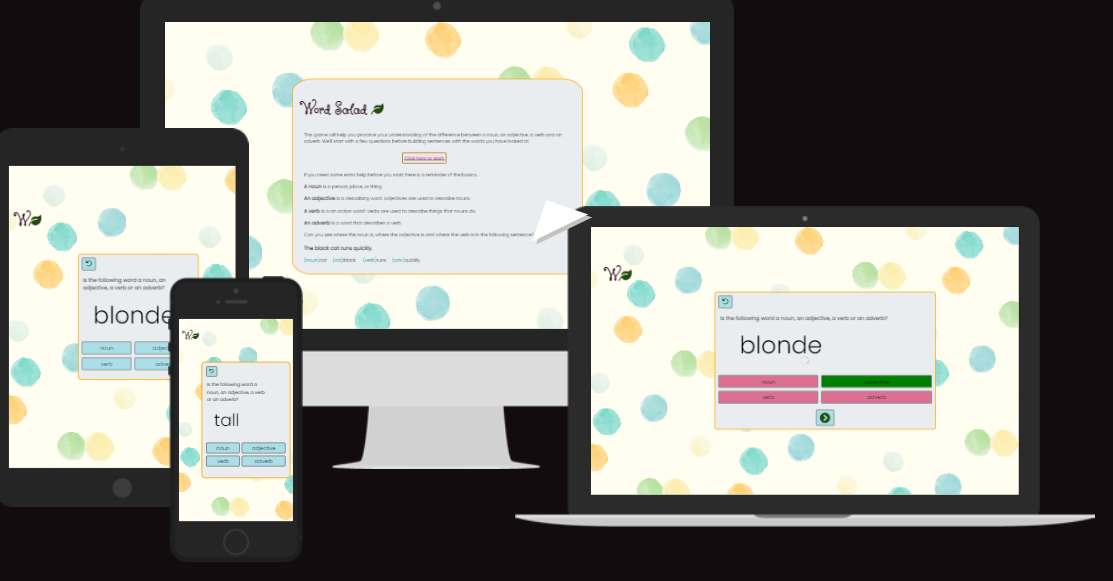 Word Salad
This game will help you practice your understanding of the difference between a noun, an adjective, a verb and an
adverb. We'll start with a few questions before building sentences with the words you have looked at!
Click here to start
If you need some extra help before you start, here is a reminder of the basics...
A noun is a person, place, or thing.
An adjective is a describing word. Adjectives are used to describe nouns.
A verb is a an action word! Verbs are used to describe things that nouns do.
An adverb is a word that describes a verb.
Can you see where the noun is, where the adjective is and where the verb is in the following sentence?
The black cat runs quickly.
(noun)cat (adj)black (verb)runs (adv)quickly
W
Is the following word a noun, an
adjective, a verb or an adverb?
blonde
noun adjec
verb adve
W
Is the following word a
noun, an adjective, a verb
or an adverb?
tall
noun adjective
verb adverb
W
Is the following word a noun, an adjective, a verb or an adverb?
blonde
noun adjective
verb adverb